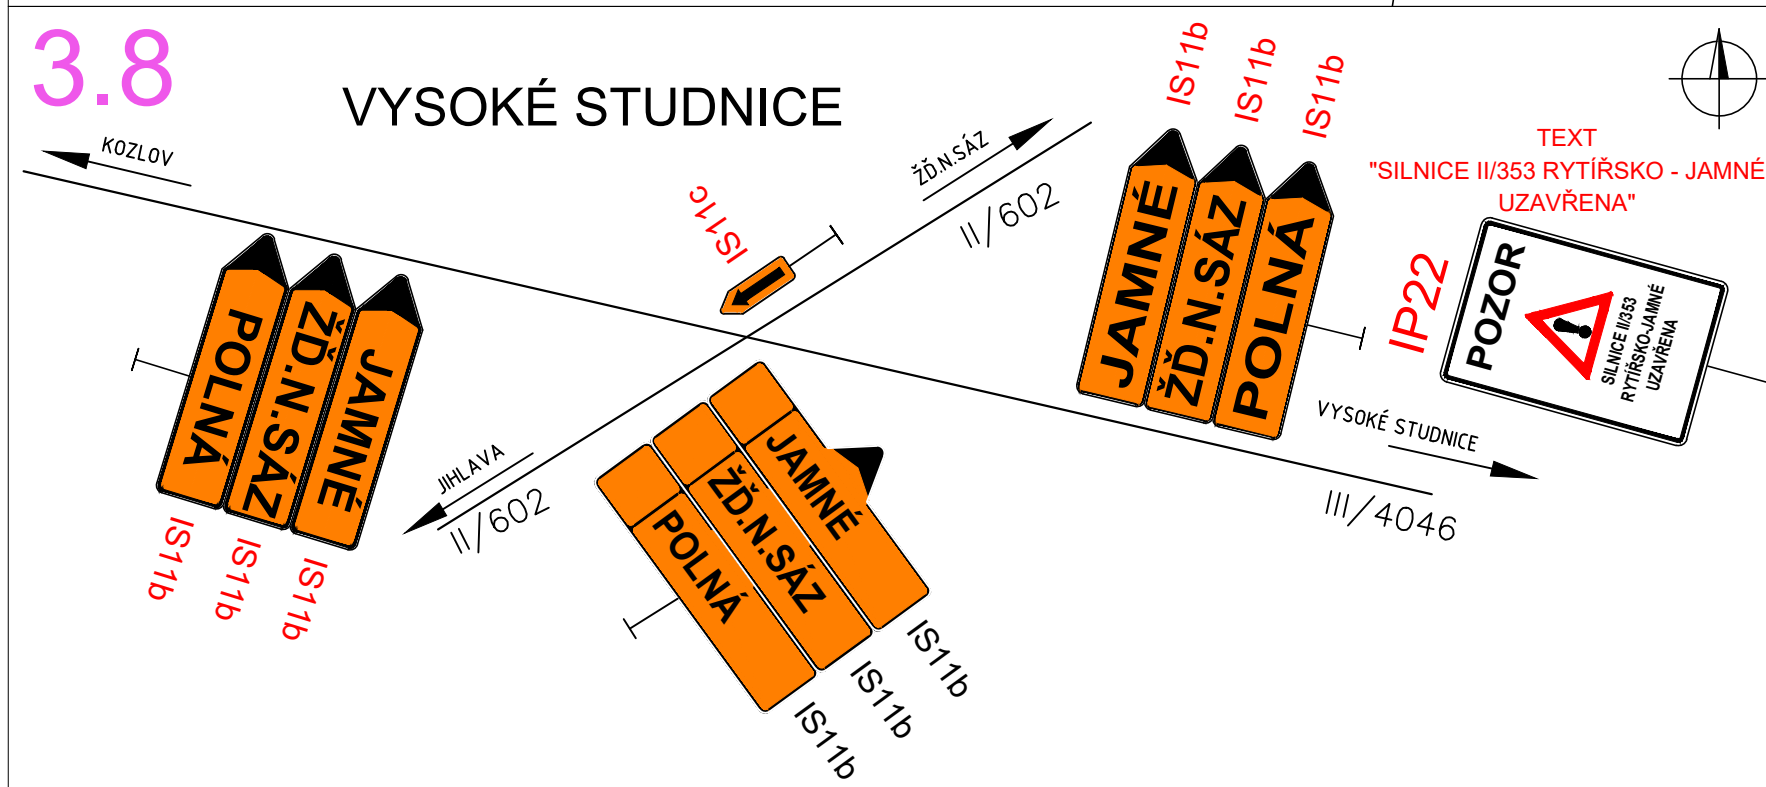 3.8
VYSOKÉ STUDNICE
KOZLOV
ŽĎ.N.SÁZ
II/602
IS11c
IS11b
IS11b
IS11b
JAMNÉ
ŽĎ.N.SÁZ
POLNÁ
TEXT
"SILNICE II/353 RYTÍŘSKO - JAMNÉ
UZAVŘENA"
IP22
POZOR
SILNICE II/353
RYTÍŘSKO-JAMNÉ
UZAVŘENA
VYSOKÉ STUDNICE
III/4046
POLNÁ
ŽĎ.N.SÁZ
JAMNÉ
IS11b
IS11b
IS11b
JIHLAVA
II/602
JAMNÉ
ŽĎ.N.SÁZ
POLNÁ
IS11b
IS11b
IS11b